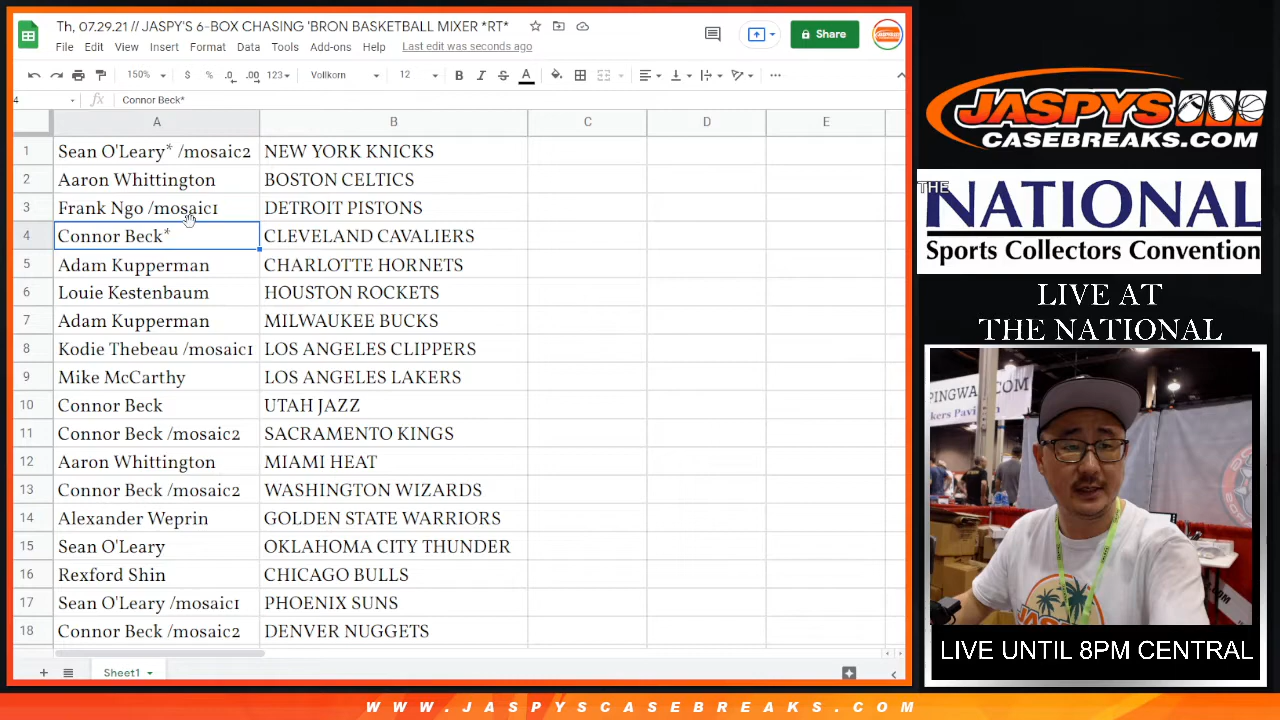 Th, 07.29.21 // JASPY'S 6-BOX CHASING 'BRON BASKETBALL MIXER *RT*
Share
File Edit View Insert Format Data Tools Add-ons Help Last edit was seconds ago
150% $ % .0 .00 123 Vollkorn 12 B I S A
4 fx Connor Beck*
A B C D E
1 Sean O'Leary* /mosaic2 NEW YORK KNICKS
2 Aaron Whittington BOSTON CELTICS
3 Frank Ngo /mosaic1 DETROIT PISTONS
4 Connor Beck* CLEVELAND CAVALIERS
5 Adam Kupperman CHARLOTTE HORNETS
6 Louie Kestenbaum HOUSTON ROCKETS
7 Adam Kupperman MILWAUKEE BUCKS
8 Kodie Thebeau /mosaic1 LOS ANGELES CLIPPERS
9 Mike McCarthy LOS ANGELES LAKERS
10 Connor Beck UTAH JAZZ
11 Connor Beck /mosaic2 SACRAMENTO KINGS
12 Aaron Whittington MIAMI HEAT
13 Connor Beck /mosaic2 WASHINGTON WIZARDS
14 Alexander Weprin GOLDEN STATE WARRIORS
15 Sean O'Leary OKLAHOMA CITY THUNDER
16 Rexford Shin CHICAGO BULLS
17 Sean O'Leary /mosaic1 PHOENIX SUNS
18 Connor Beck /mosaic2 DENVER NUGGETS
Sheet1
JASPYS
CASEBREAKS.COM
THE
NATIONAL
Sports Collectors Convention
LIVE AT
THE NATIONAL
PINGWA .COM
kers Pavilion
LIVE UNTIL 8PM CENTRAL
WWW.JASPYSCASEBREAKS.COM